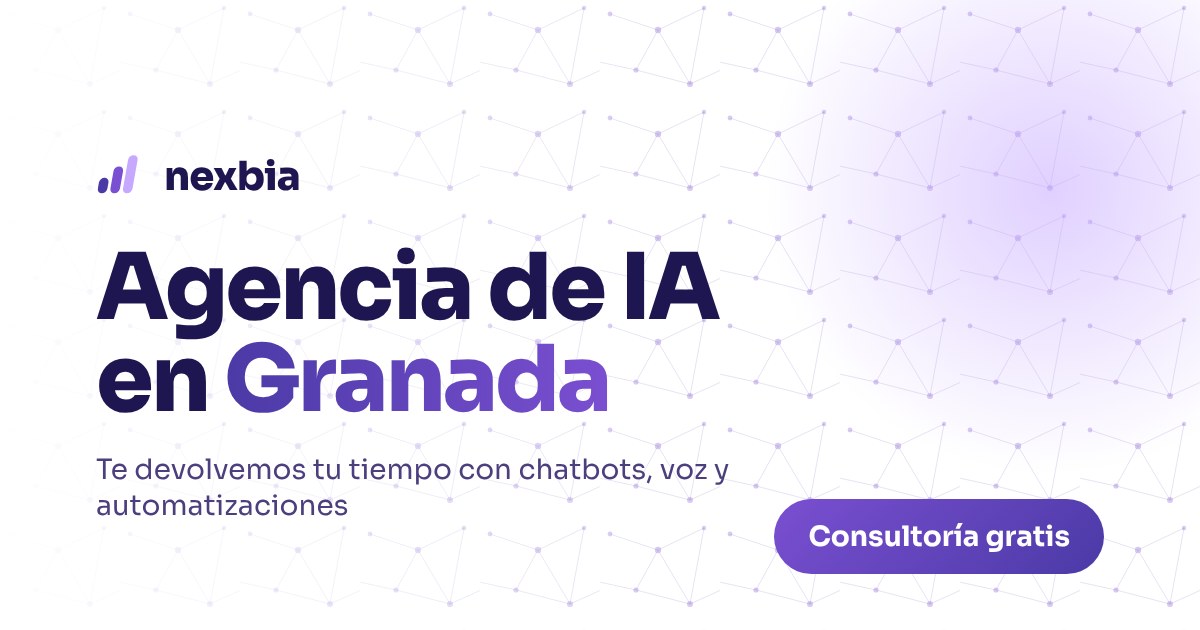 nexbia
Agencia de IA
en Granada
Te devolvemos tu tiempo con chatbots, voz y
automatizaciones
Consultoría gratis